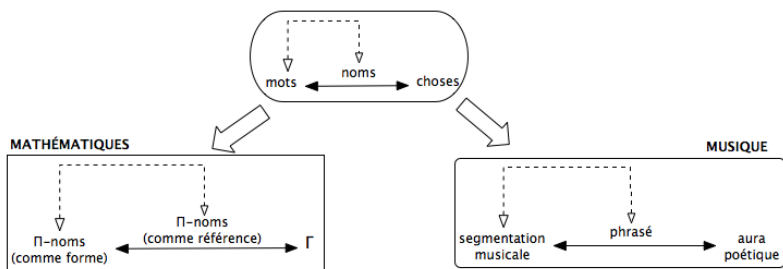 noms
mots
choses
MATHÉMATIQUES
MUSIQUE
Π-noms
(comme référence)
Π-noms
(comme forme)
Γ
phrasé
segmentation
musicale
aura
poétique